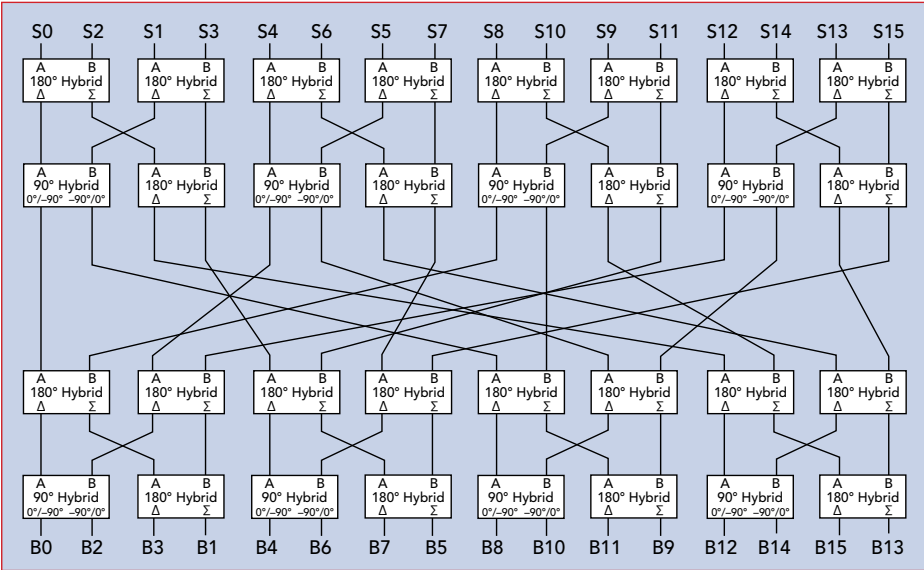 S0 S2 S1 S3 S4 S6 S5 S7 S8 S10 S9 S11 S12 S14 S13 S15
A B A B A B A B A B A B A B A B
180° Hybrid 180° Hybrid 180° Hybrid 180° Hybrid 180° Hybrid 180° Hybrid 180° Hybrid 180° Hybrid
Δ Σ Δ Σ Δ Σ Δ Σ Δ Σ Δ Σ Δ Σ Δ Σ
A B A B A B A B A B A B A B A B
90° Hybrid 180° Hybrid 90° Hybrid 180° Hybrid 90° Hybrid 180° Hybrid 90° Hybrid 180° Hybrid
0°/–90° –90°/0° Δ Σ 0°/–90° –90°/0° Δ Σ 0°/–90° –90°/0° Δ Σ 0°/–90° –90°/0° Δ Σ
A B A B A B A B A B A B A B A B
180° Hybrid 180° Hybrid 180° Hybrid 180° Hybrid 180° Hybrid 180° Hybrid 180° Hybrid 180° Hybrid
Δ Σ Δ Σ Δ Σ Δ Σ Δ Σ Δ Σ Δ Σ Δ Σ
A B A B A B A B A B A B A B A B
90° Hybrid 180° Hybrid 90° Hybrid 180° Hybrid 90° Hybrid 180° Hybrid 90° Hybrid 180° Hybrid
0°/–90° –90°/0° Δ Σ 0°/–90° –90°/0° Δ Σ 0°/–90° –90°/0° Δ Σ 0°/–90° –90°/0° Δ Σ
B0 B2 B3 B1 B4 B6 B7 B5 B8 B10 B11 B9 B12 B14 B15 B13